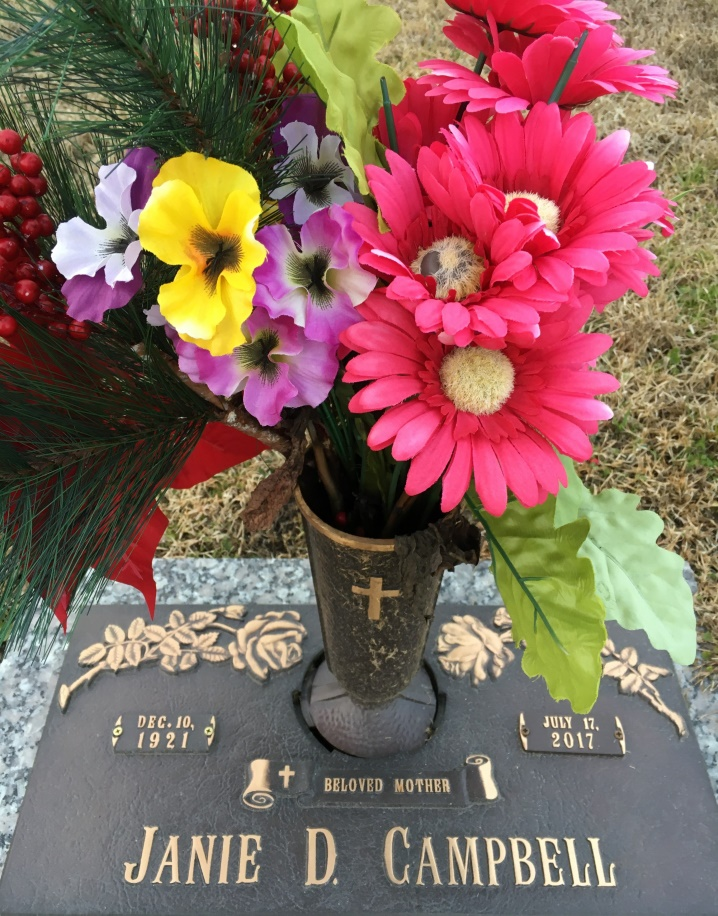 DEC. 10,
1921
JULY 17,
2017
BELOVED MOTHER
JANIE D. CAMPBELL